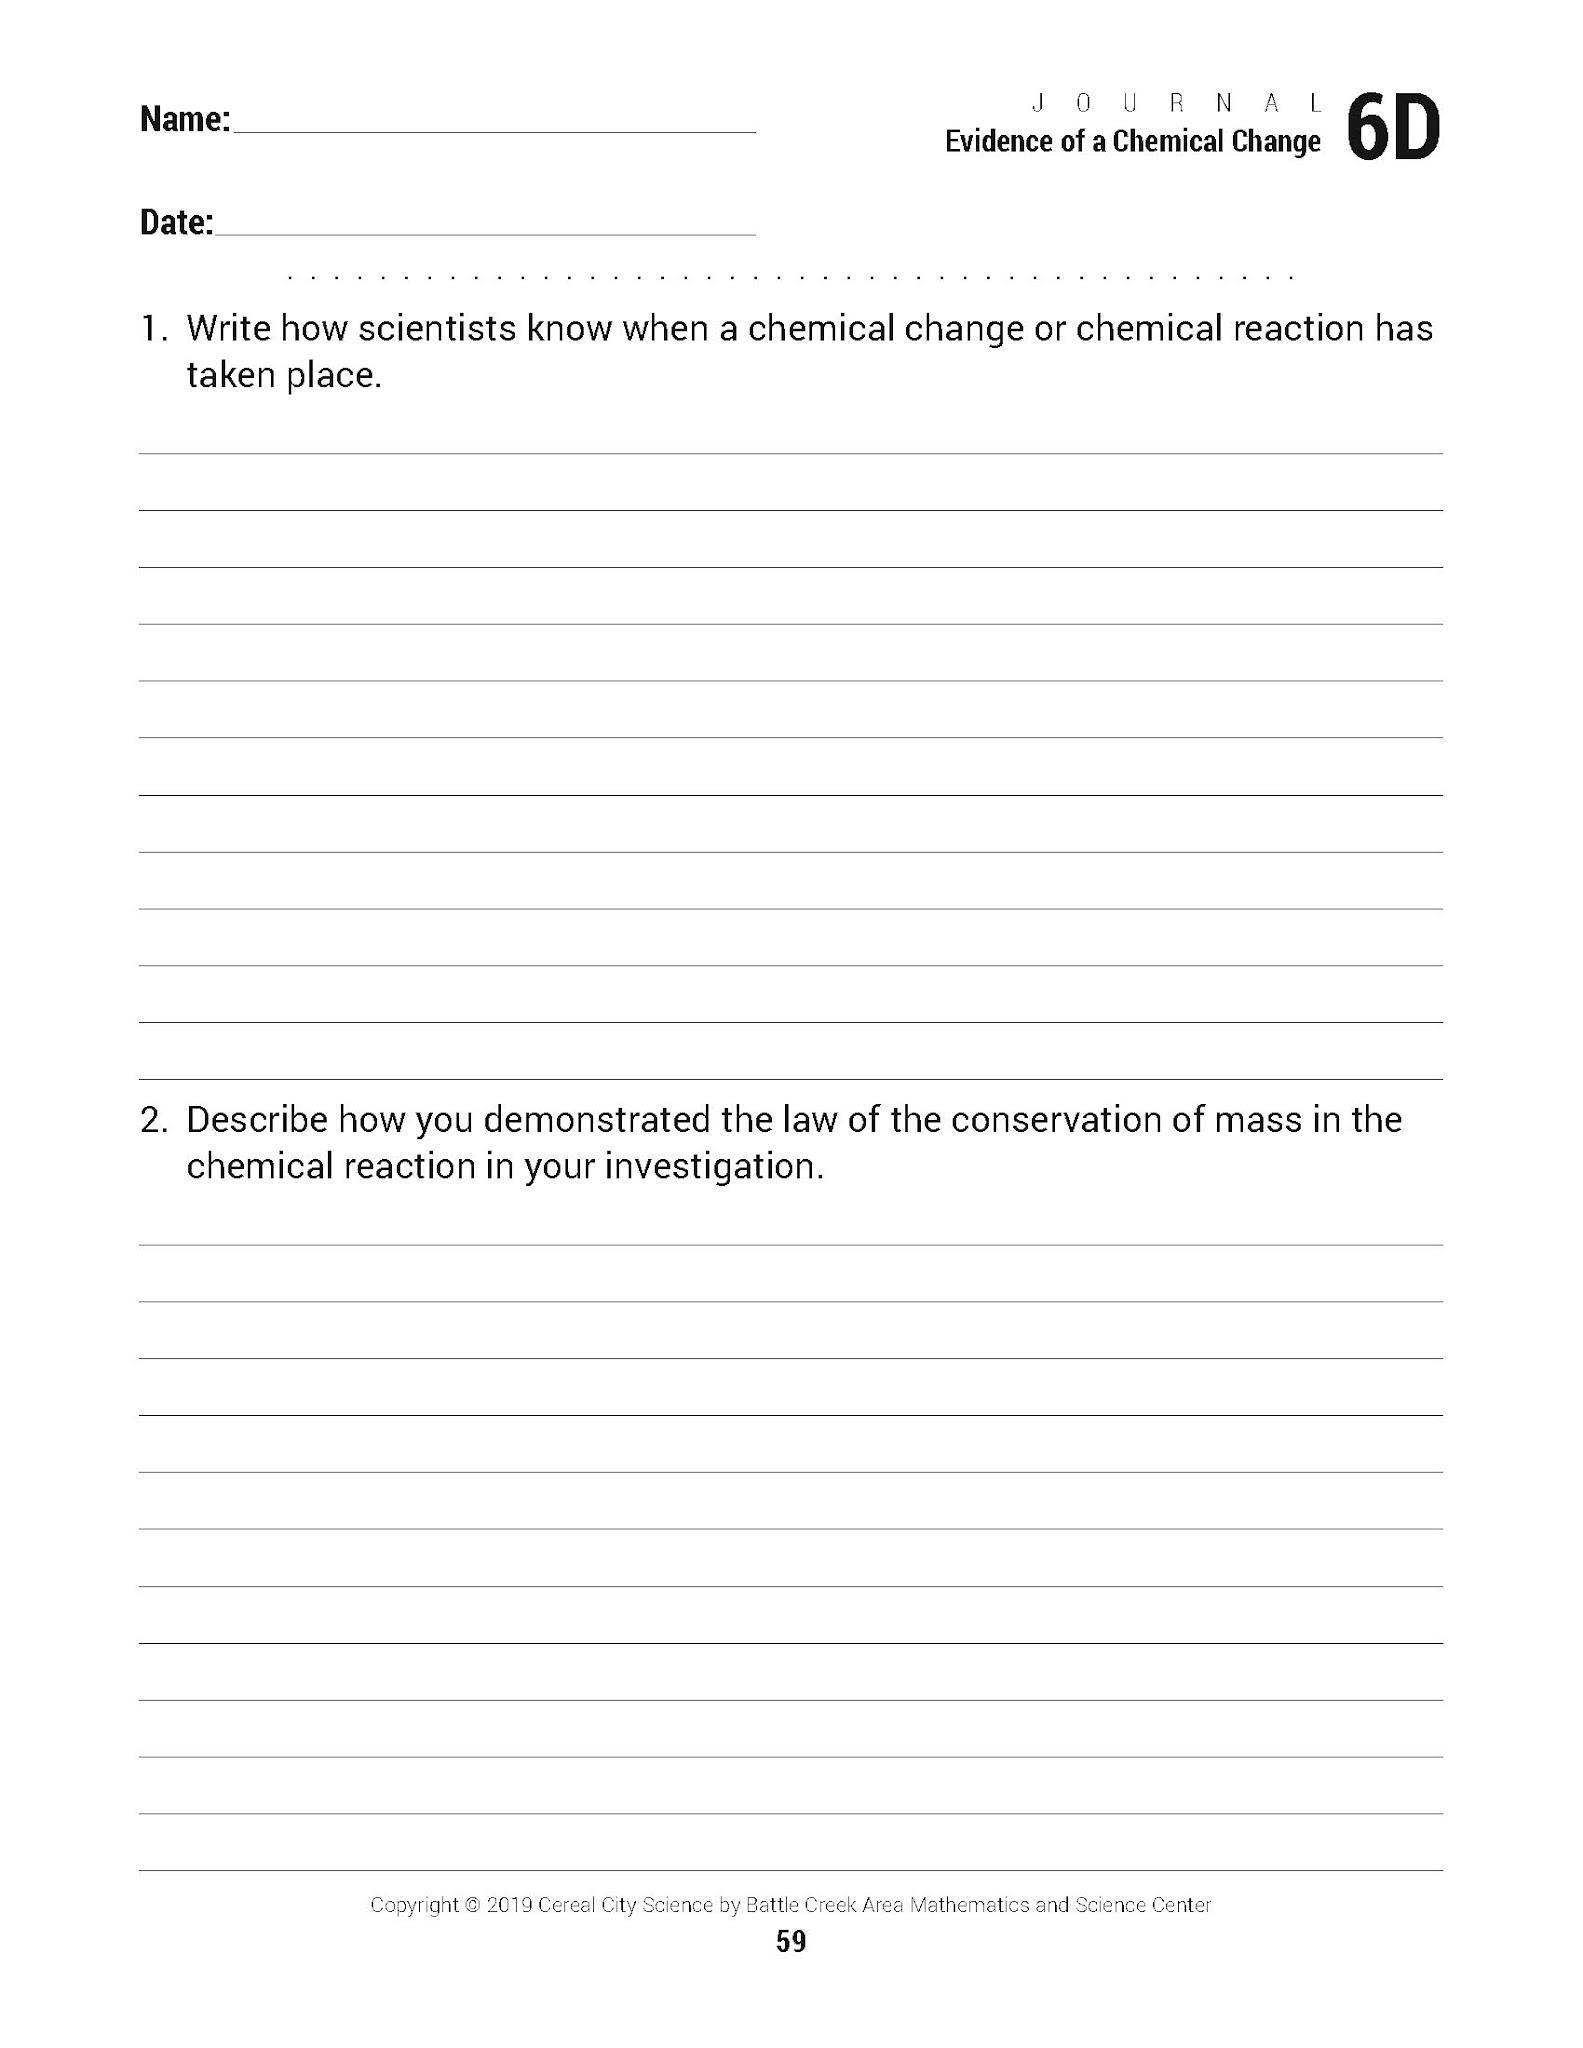 Name:
JOURNAL 6D
Evidence of a Chemical Change
Date:
1. Write how scientists know when a chemical change or chemical reaction has
taken place.
2. Describe how you demonstrated the law of the conservation of mass in the
chemical reaction in your investigation.
Copyright © 2019 Cereal City Science by Battle Creek Area Mathematics and Science Center
59